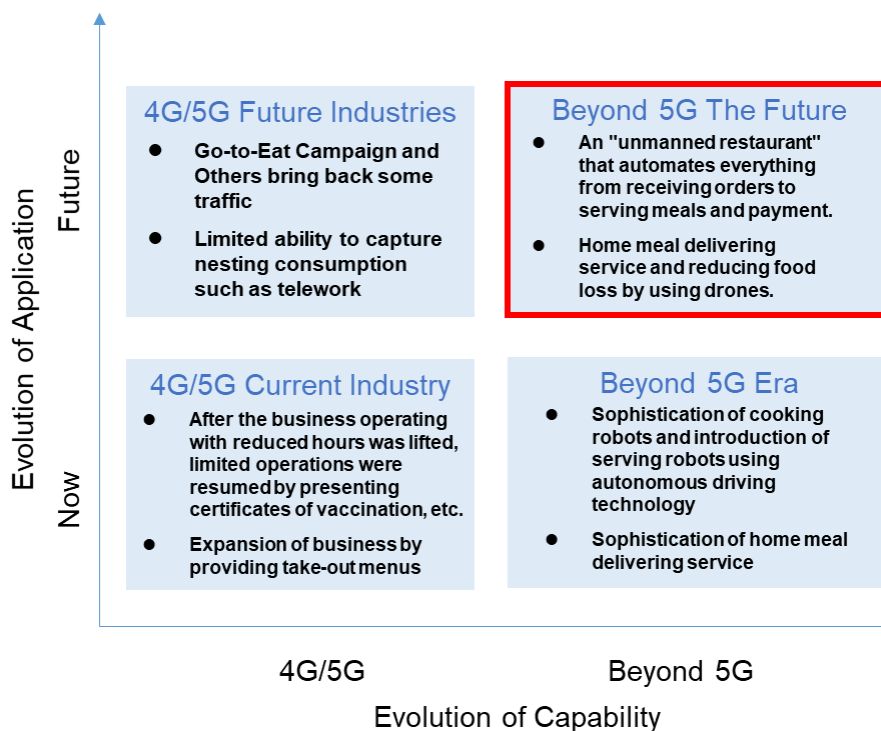 Evolution of Application
Future
Now
4G/5G Future Industries
● Go-to-Eat Campaign and
Others bring back some
traffic
● Limited ability to capture
nesting consumption
such as telework
Beyond 5G The Future
● An "unmanned restaurant"
that automates everything
from receiving orders to
serving meals and payment.
● Home meal delivering
service and reducing food
loss by using drones.
4G/5G Current Industry
● After the business operating
with reduced hours was lifted,
limited operations were
resumed by presenting
certificates of vaccination, etc.
● Expansion of business by
providing take-out menus
Beyond 5G Era
● Sophistication of cooking
robots and introduction of
serving robots using
autonomous driving
technology
● Sophistication of home meal
delivering service
4G/5G
Beyond 5G
Evolution of Capability